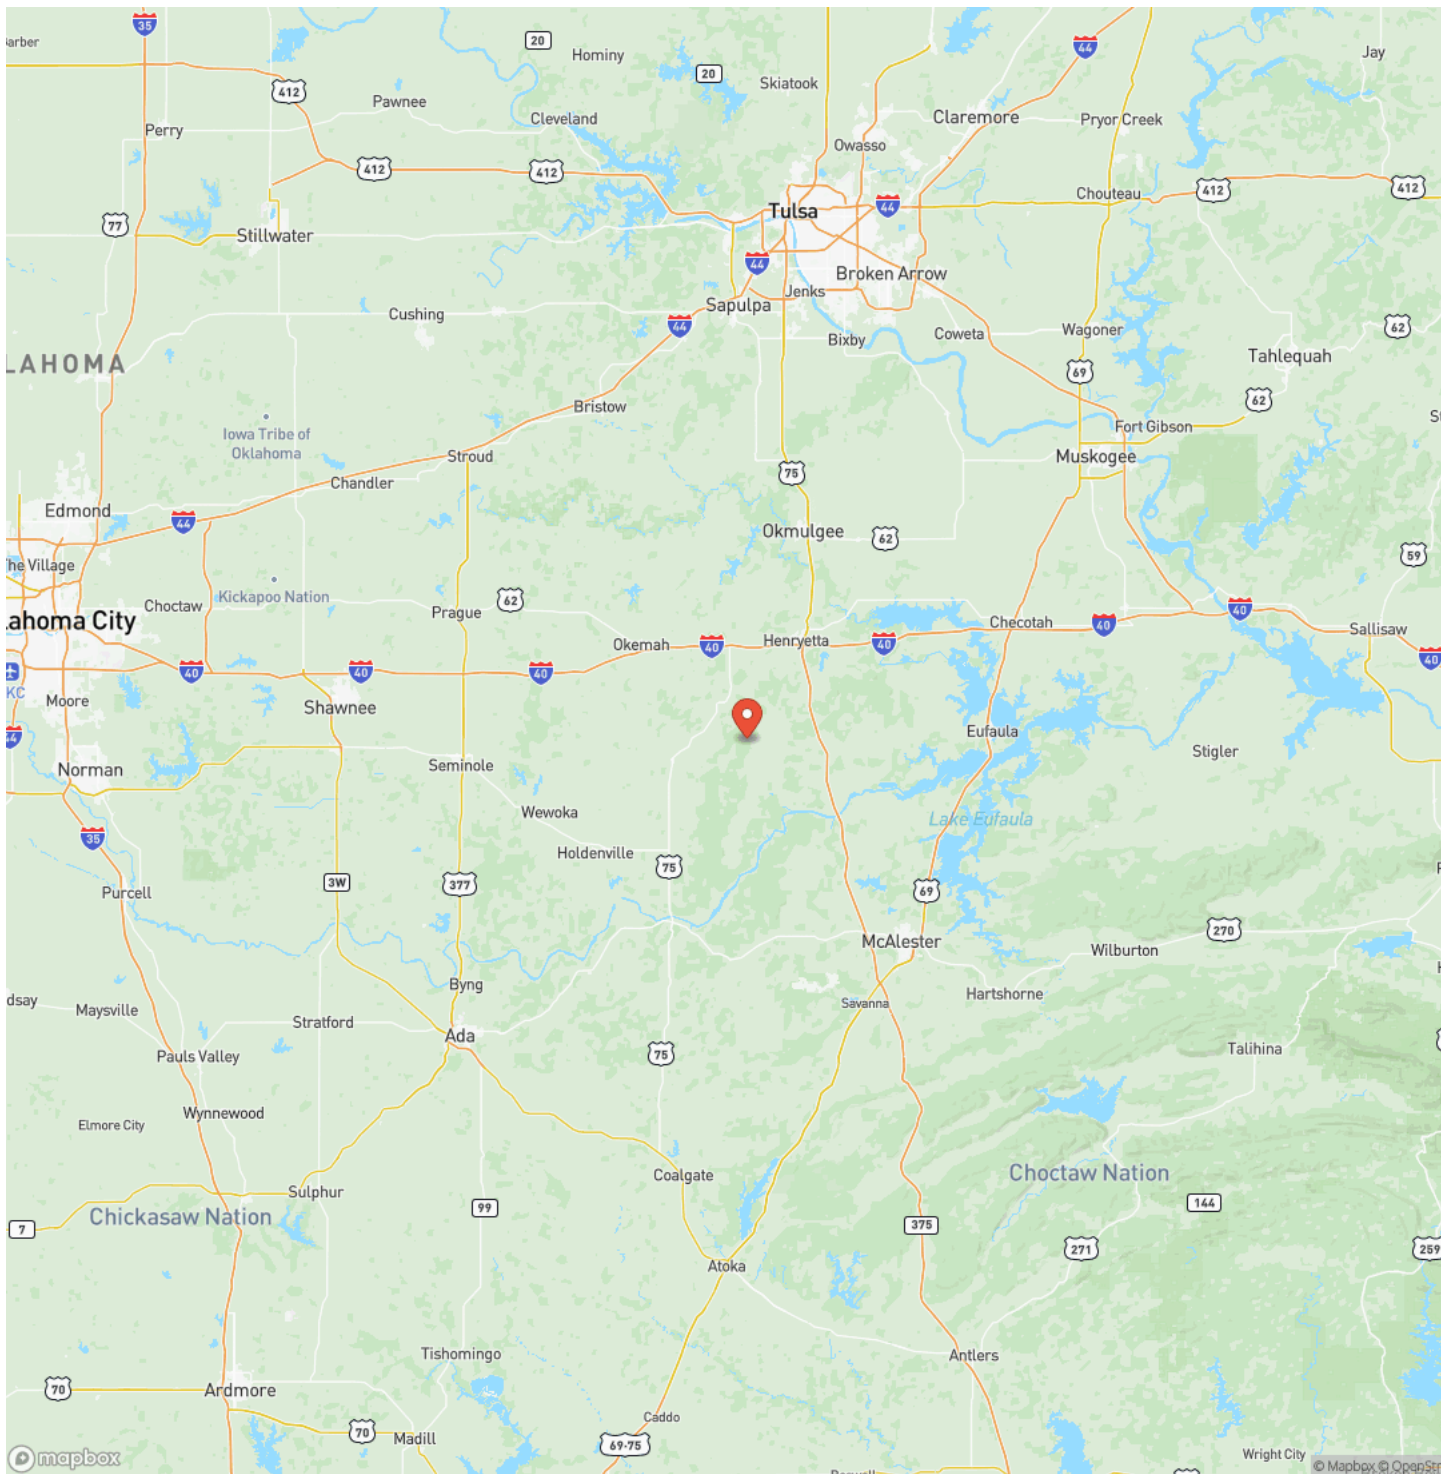 35
Barber
20
Hominy
44
Jay
20
Skiatook
412
Pawnee
Cleveland
Claremore
Pryor Creek
Perry
Owasso
412
412
Chouteau
412
412
Tulsa
44
77
Stillwater
44
Broken Arrow
Jenks
Sapulpa
Cushing
44
Bixby
Coweta
Wagoner
62
LAHOMA
Tahlequah
69
62
Bristow
Iowa Tribe of
Oklahoma
St
Fort Gibson
Stroud
Muskogee
75
Chandler
Edmond
44
Okmulgee
62
59
The Village
Kickapoo Nation
Choctaw
62
Prague
40
lahoma City
Checotah
40
Sallisaw
Okemah
40
Henryetta
40
40
40
40
40
KC
Moore
Shawnee
44
Eufaula
Stigler
Norman
Seminole
Wewoka
Lake Eufaula
35
Holdenville
75
3W
377
69
Purcell
270
McAlester
Wilburton
Byng
Hartshorne
dsay
Maysville
Savanna
Stratford
Ada
75
Talihina
Pauls Valley
Wynnewood
Elmore City
Coalgate
Choctaw Nation
Sulphur
144
99
Chickasaw Nation
7
375
271
259
Atoka
Tishomingo
Antlers
70
Ardmore
Caddo
70
Madill
69-75
mapbox
Wright City
© Mapbox © OpenStr